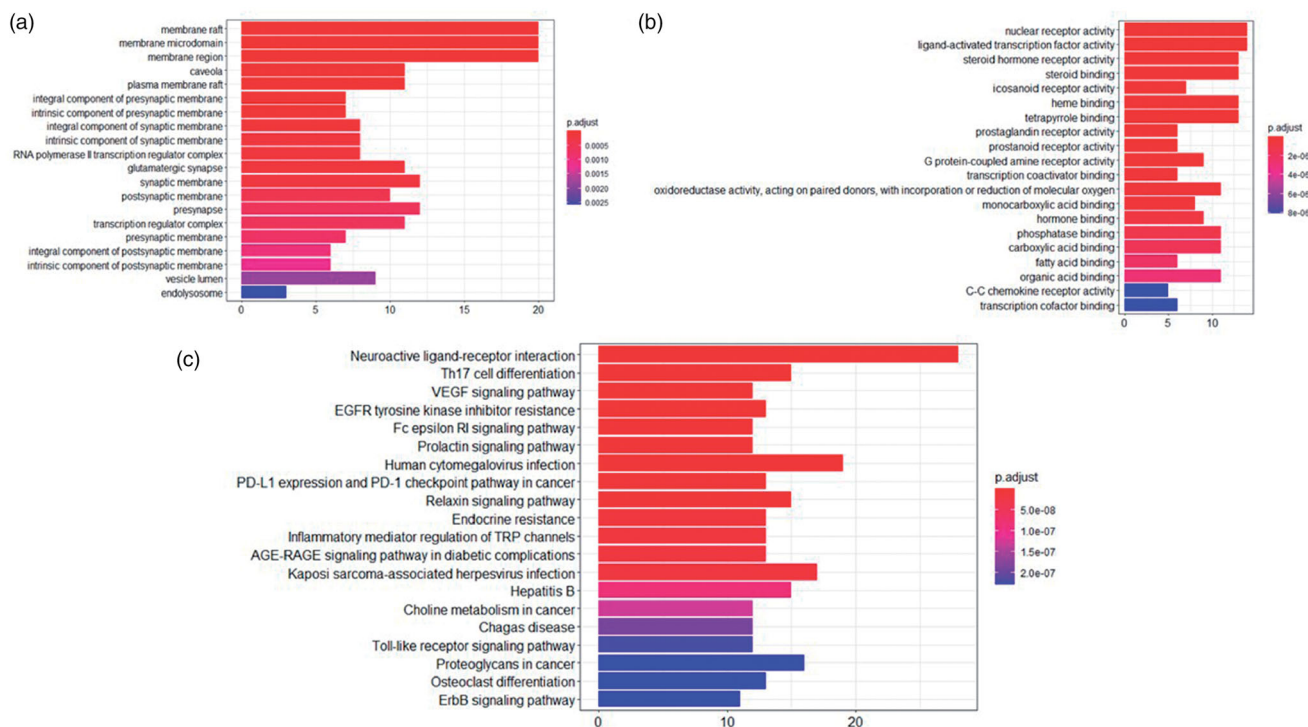 (a)
membrane raft
membrane microdomain
membrane region
caveola
plasma membrane raft
integral component of presynaptic membrane
intrinsic component of presynaptic membrane
integral component of synaptic membrane
intrinsic component of synaptic membrane
RNA polymerase II transcription regulator complex
glutamatergic synapse
synaptic membrane
postsynaptic membrane
presynapse
transcription regulator complex
presynaptic membrane
integral component of postsynaptic membrane
intrinsic component of postsynaptic membrane
vesicle lumen
endolysosome
0 5 10 15 20
p.adjust
0.0005
0.0010
0.0015
0.0020
0.0025
(b)
nuclear receptor activity
ligand-activated transcription factor activity
steroid hormone receptor activity
steroid binding
icosanoid receptor activity
heme binding
tetrapyrrole binding
prostaglandin receptor activity
prostanoid receptor activity
G protein-coupled amine receptor activity
transcription coactivator binding
oxidoreductase activity, acting on paired donors, with incorporation or reduction of molecular oxygen
monocarboxylic acid binding
hormone binding
phosphatase binding
carboxylic acid binding
fatty acid binding
organic acid binding
C-C chemokine receptor activity
transcription cofactor binding
0 5 10
p.adjust
(c)
Neuroactive ligand-receptor interaction
Th17 cell differentiation
VEGF signaling pathway
EGFR tyrosine kinase inhibitor resistance
Fc epsilon RI signaling pathway
Prolactin signaling pathway
Human cytomegalovirus infection
PD-L1 expression and PD-1 checkpoint pathway in cancer
Relaxin signaling pathway
Endocrine resistance
Inflammatory mediator regulation of TRP channels
AGE-RAGE signaling pathway in diabetic complications
Kaposi sarcoma-associated herpesvirus infection
Hepatitis B
Choline metabolism in cancer
Chagas disease
Toll-like receptor signaling pathway
Proteoglycans in cancer
Osteoclast differentiation
ErbB signaling pathway
0 10 20
p.adjust
5.0e-08
1.0e-07
1.5e-07
2.0e-07